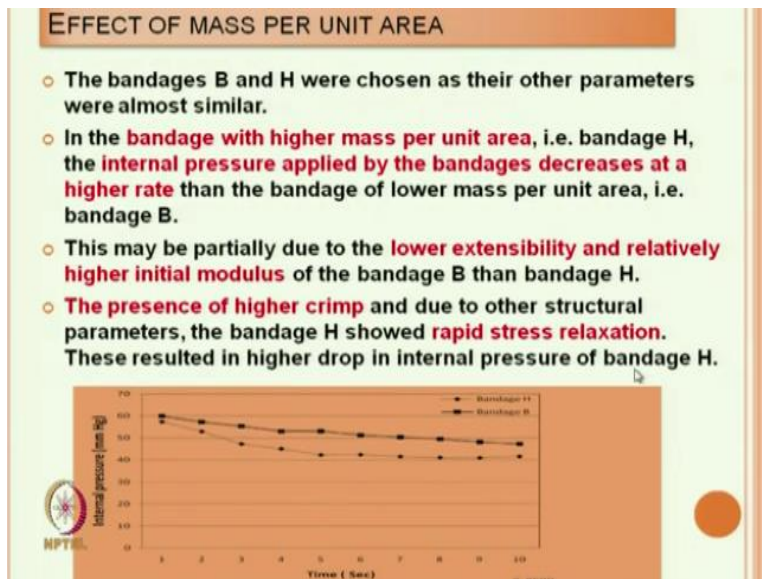 EFFECT OF MASS PER UNIT AREA
The bandages B and H were chosen as their other parameters
were almost similar.
In the bandage with higher mass per unit area, i.e. bandage H,
the internal pressure applied by the bandages decreases at a
higher rate than the bandage of lower mass per unit area, i.e.
bandage B.
This may be partially due to the lower extensibility and relatively
higher initial modulus of the bandage B than bandage H.
The presence of higher crimp and due to other structural
parameters, the bandage H showed rapid stress relaxation.
These resulted in higher drop in internal pressure of bandage H.
Bandage H
Bandage B
Internal pressure (mm Hg)
70
60
50
40
30
20
10
0
1 2 3 4 5 6 7 8 9 10
Time ( Sec)
NPTEL